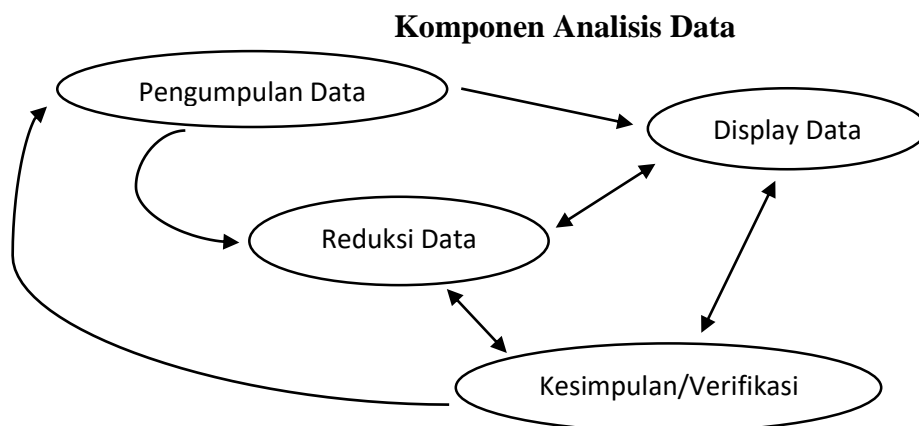 Komponen Analisis Data
Pengumpulan Data
Display Data
Reduksi Data
Kesimpulan/Verifikasi